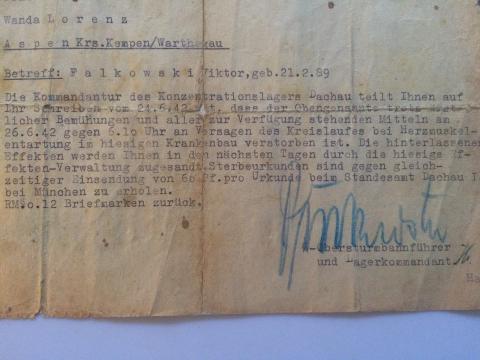 Wanda Lorenz
Aspen Krs.Kempen/Warthegau
Betreff: Falkowski Viktor, geb. 21.2.89
Die Kommandantur des Konzentrationslagers Dachau teilt Ihnen auf
Ihr Schreiben vom 24.6.42 mit, dass der Obengenannte trotz ärzt-
licher Bemühungen und aller zur Verfügung stehenden Mitteln am
26.6.42 gegen 6.10 Uhr an Versagen des Kreislaufes bei Herzmuskel-
entartung im hiesigen Krankenbau verstorben ist. Die hinterlassenen
Effekten werden Ihnen in den nächsten Tagen durch die hiesige Ef-
fekten-Verwaltung zugesandt. Sterbeurkunden sind gegen gleich-
zeitiger Einsendung von 60 Pf. pro Urkunde beim Standesamt Dachau I
bei München zu erholen.
RM.o.12 Briefmarken zurück.
-Obersturmbannführer
und Lagerkommandant
Ha